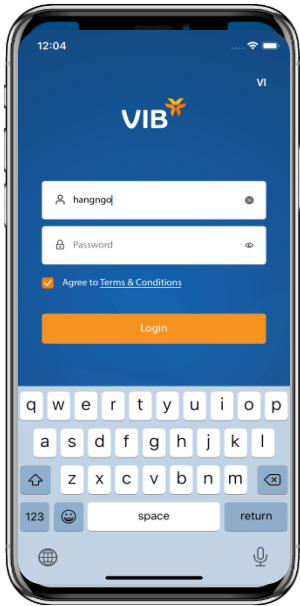 12:04
VI
VIB
hangngo
Password
Agree to Terms & Conditions
Login
q w e r t y u i o p
a s d f g h j k l
z x c v b n m
123 space return